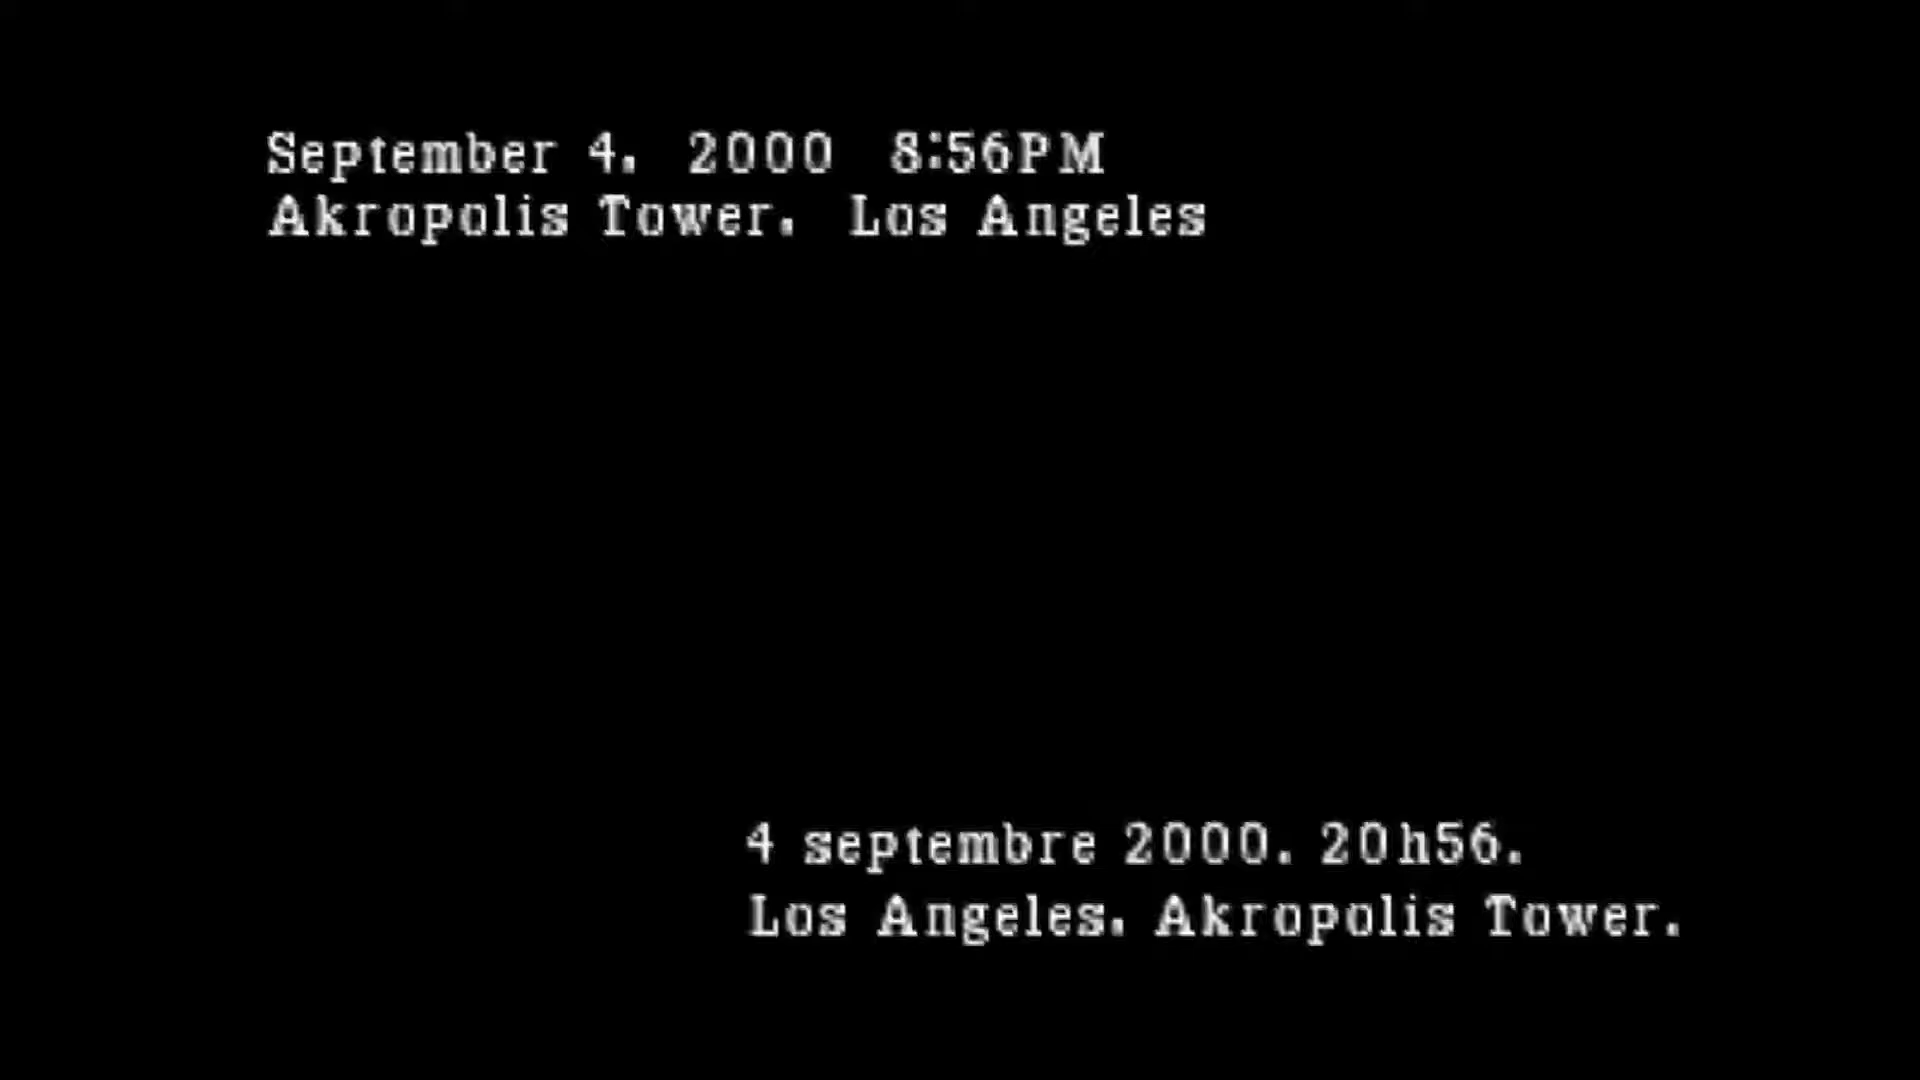 September 4, 2000 8:56PM
Akropolis Tower, Los Angeles
4 septembre 2000. 20h56.
Los Angeles. Akropolis Tower.